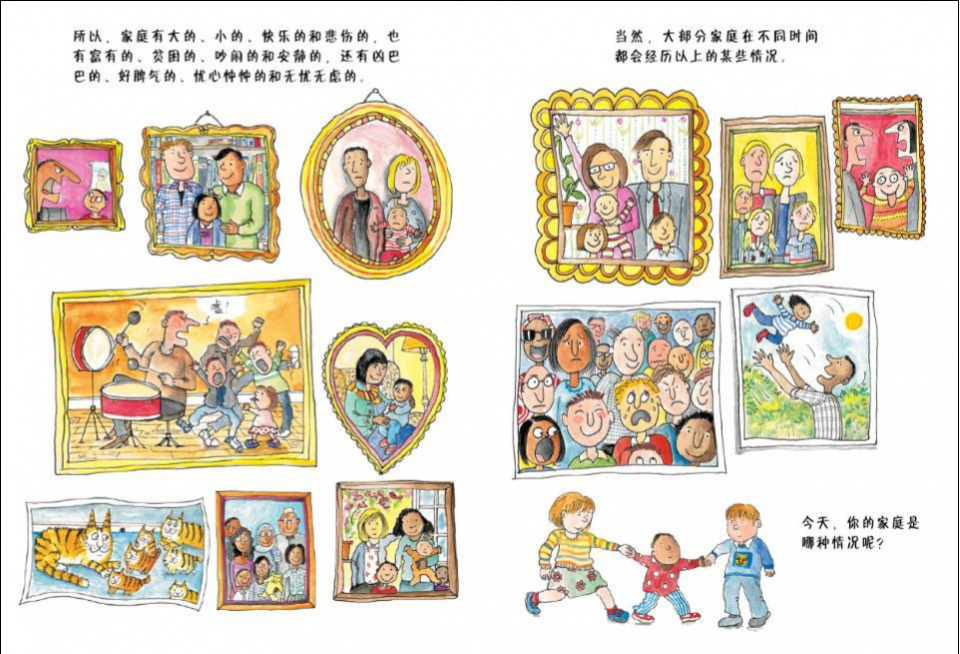 所以，家庭有大的、小的、快乐的和悲伤的，也
有富有的、贫困的、吵闹的和安静的，还有凶巴
巴的、好脾气的、忧心忡忡的和无忧无虑的。
当然，大部分家庭在不同时间
都会经历以上的某些情况。
嘘！
今天，你的家庭是
哪种情况呢？